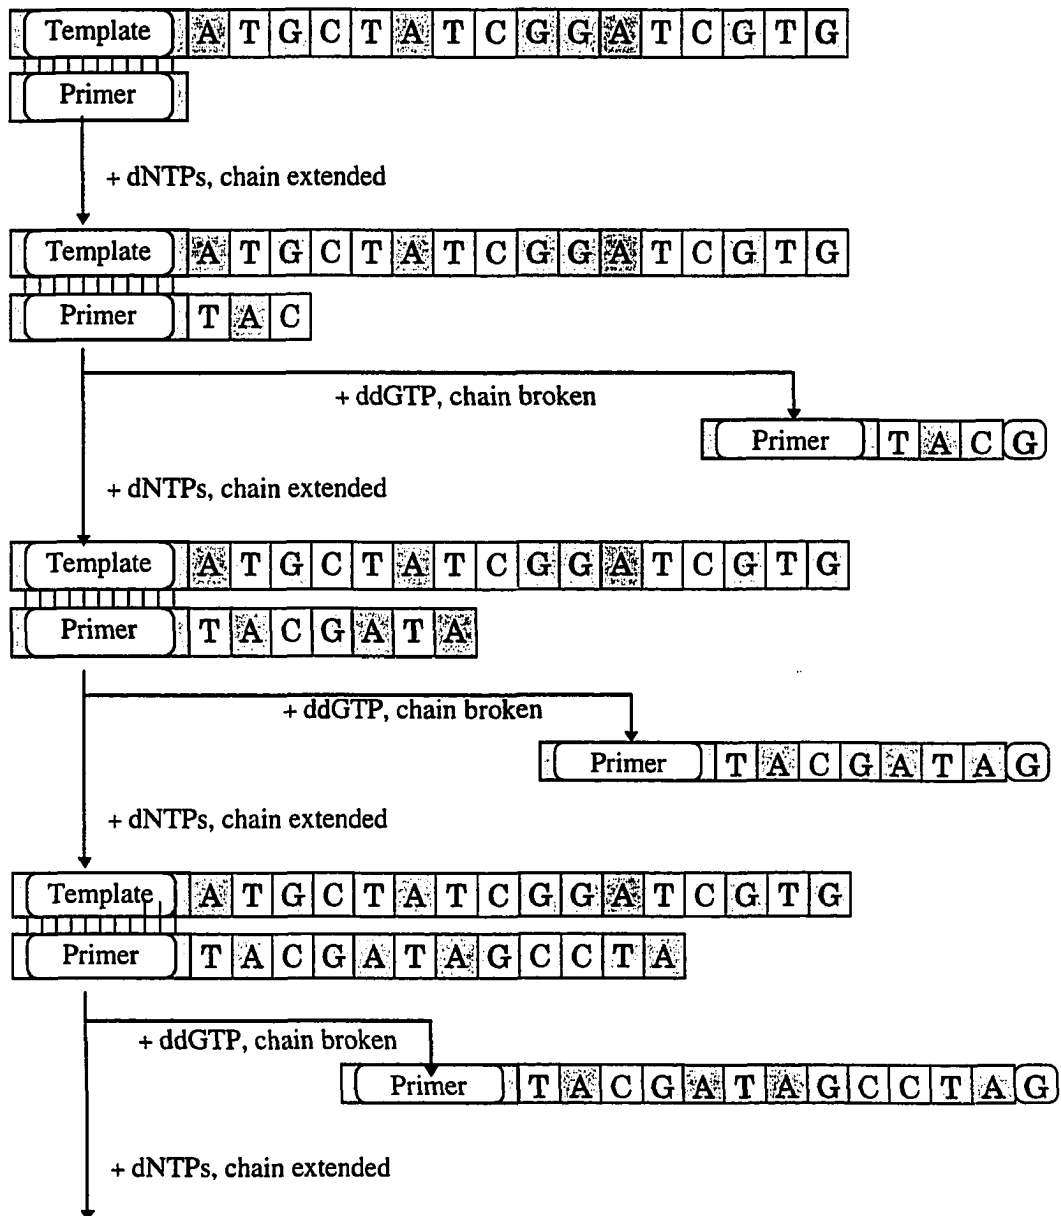 Template A T G C T A T C G G A T C G T G
Primer
+ dNTPs, chain extended
Template A T G C T A T C G G A T C G T G
Primer T A C
+ ddGTP, chain broken
Primer T A C G
+ dNTPs, chain extended
Template A T G C T A T C G G A T C G T G
Primer T A C G A T A
+ ddGTP, chain broken
Primer T A C G A T A G
+ dNTPs, chain extended
Template A T G C T A T C G G A T C G T G
Primer T A C G A T A G C C T A
+ ddGTP, chain broken
Primer T A C G A T A G C C T A G
+ dNTPs, chain extended